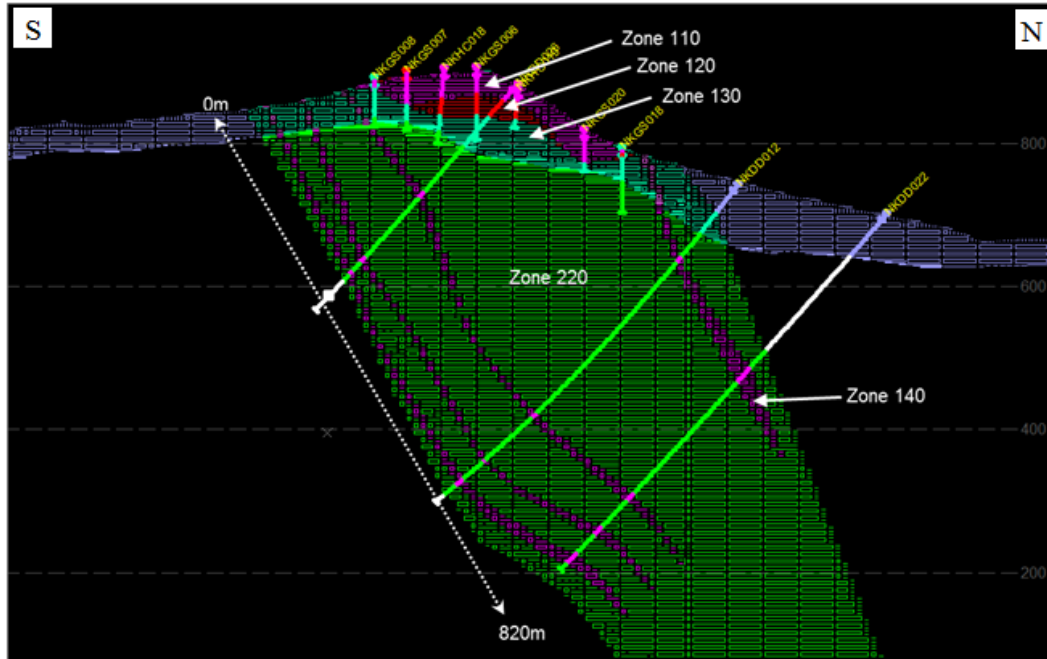 S
N
NKGS008
NKGS007
NKHC018
NKGS006
Zone 110
Zone 120
Zone 130
0m
NKGS020
NKGS018
800
NKDD012
NKDD022
Zone 220
600
Zone 140
400
200
820m